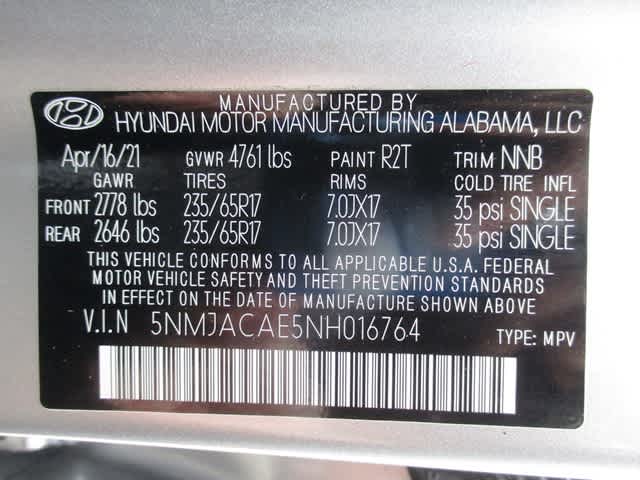 MANUFACTURED BY
HYUNDAI MOTOR MANUFACTURING ALABAMA, LLC
Apr/16/21 GVWR 4761 lbs PAINT R2T TRIM NNB
GAWR TIRES RIMS COLD TIRE INFL
FRONT 2778 lbs 235/65R17 7.0JX17 35 psi SINGLE
REAR 2646 lbs 235/65R17 7.0JX17 35 psi SINGLE
THIS VEHICLE CONFORMS TO ALL APPLICABLE U.S.A. FEDERAL
MOTOR VEHICLE SAFETY AND THEFT PREVENTION STANDARDS
IN EFFECT ON THE DATE OF MANUFACTURE SHOWN ABOVE.
V.I.N 5NMJACAE5NH016764 TYPE: MPV